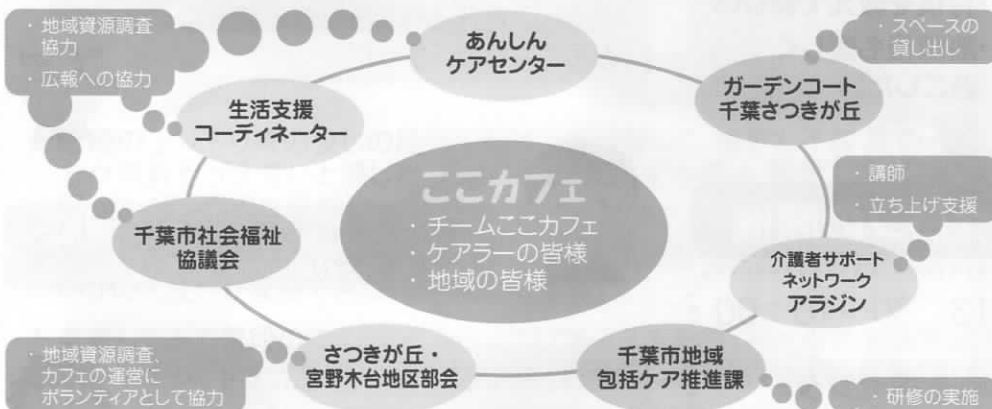 ・地域資源調査
協力
・広報への協力
あんしん
ケアセンター
・スペースの
貸し出し
生活支援
コーディネーター
ガーデンコート
千葉さつきが丘
ここカフェ
・チームここカフェ
・ケアラーの皆様
・地域の皆様
・講師
・立ち上げ支援
千葉市社会福祉
協議会
介護者サポート
ネットワーク
アラジン
・地域資源調査、
カフェの運営に
ボランティアとして協力
さつきが丘・
宮野木台地区部会
千葉市地域
包括ケア推進課
・研修の実施